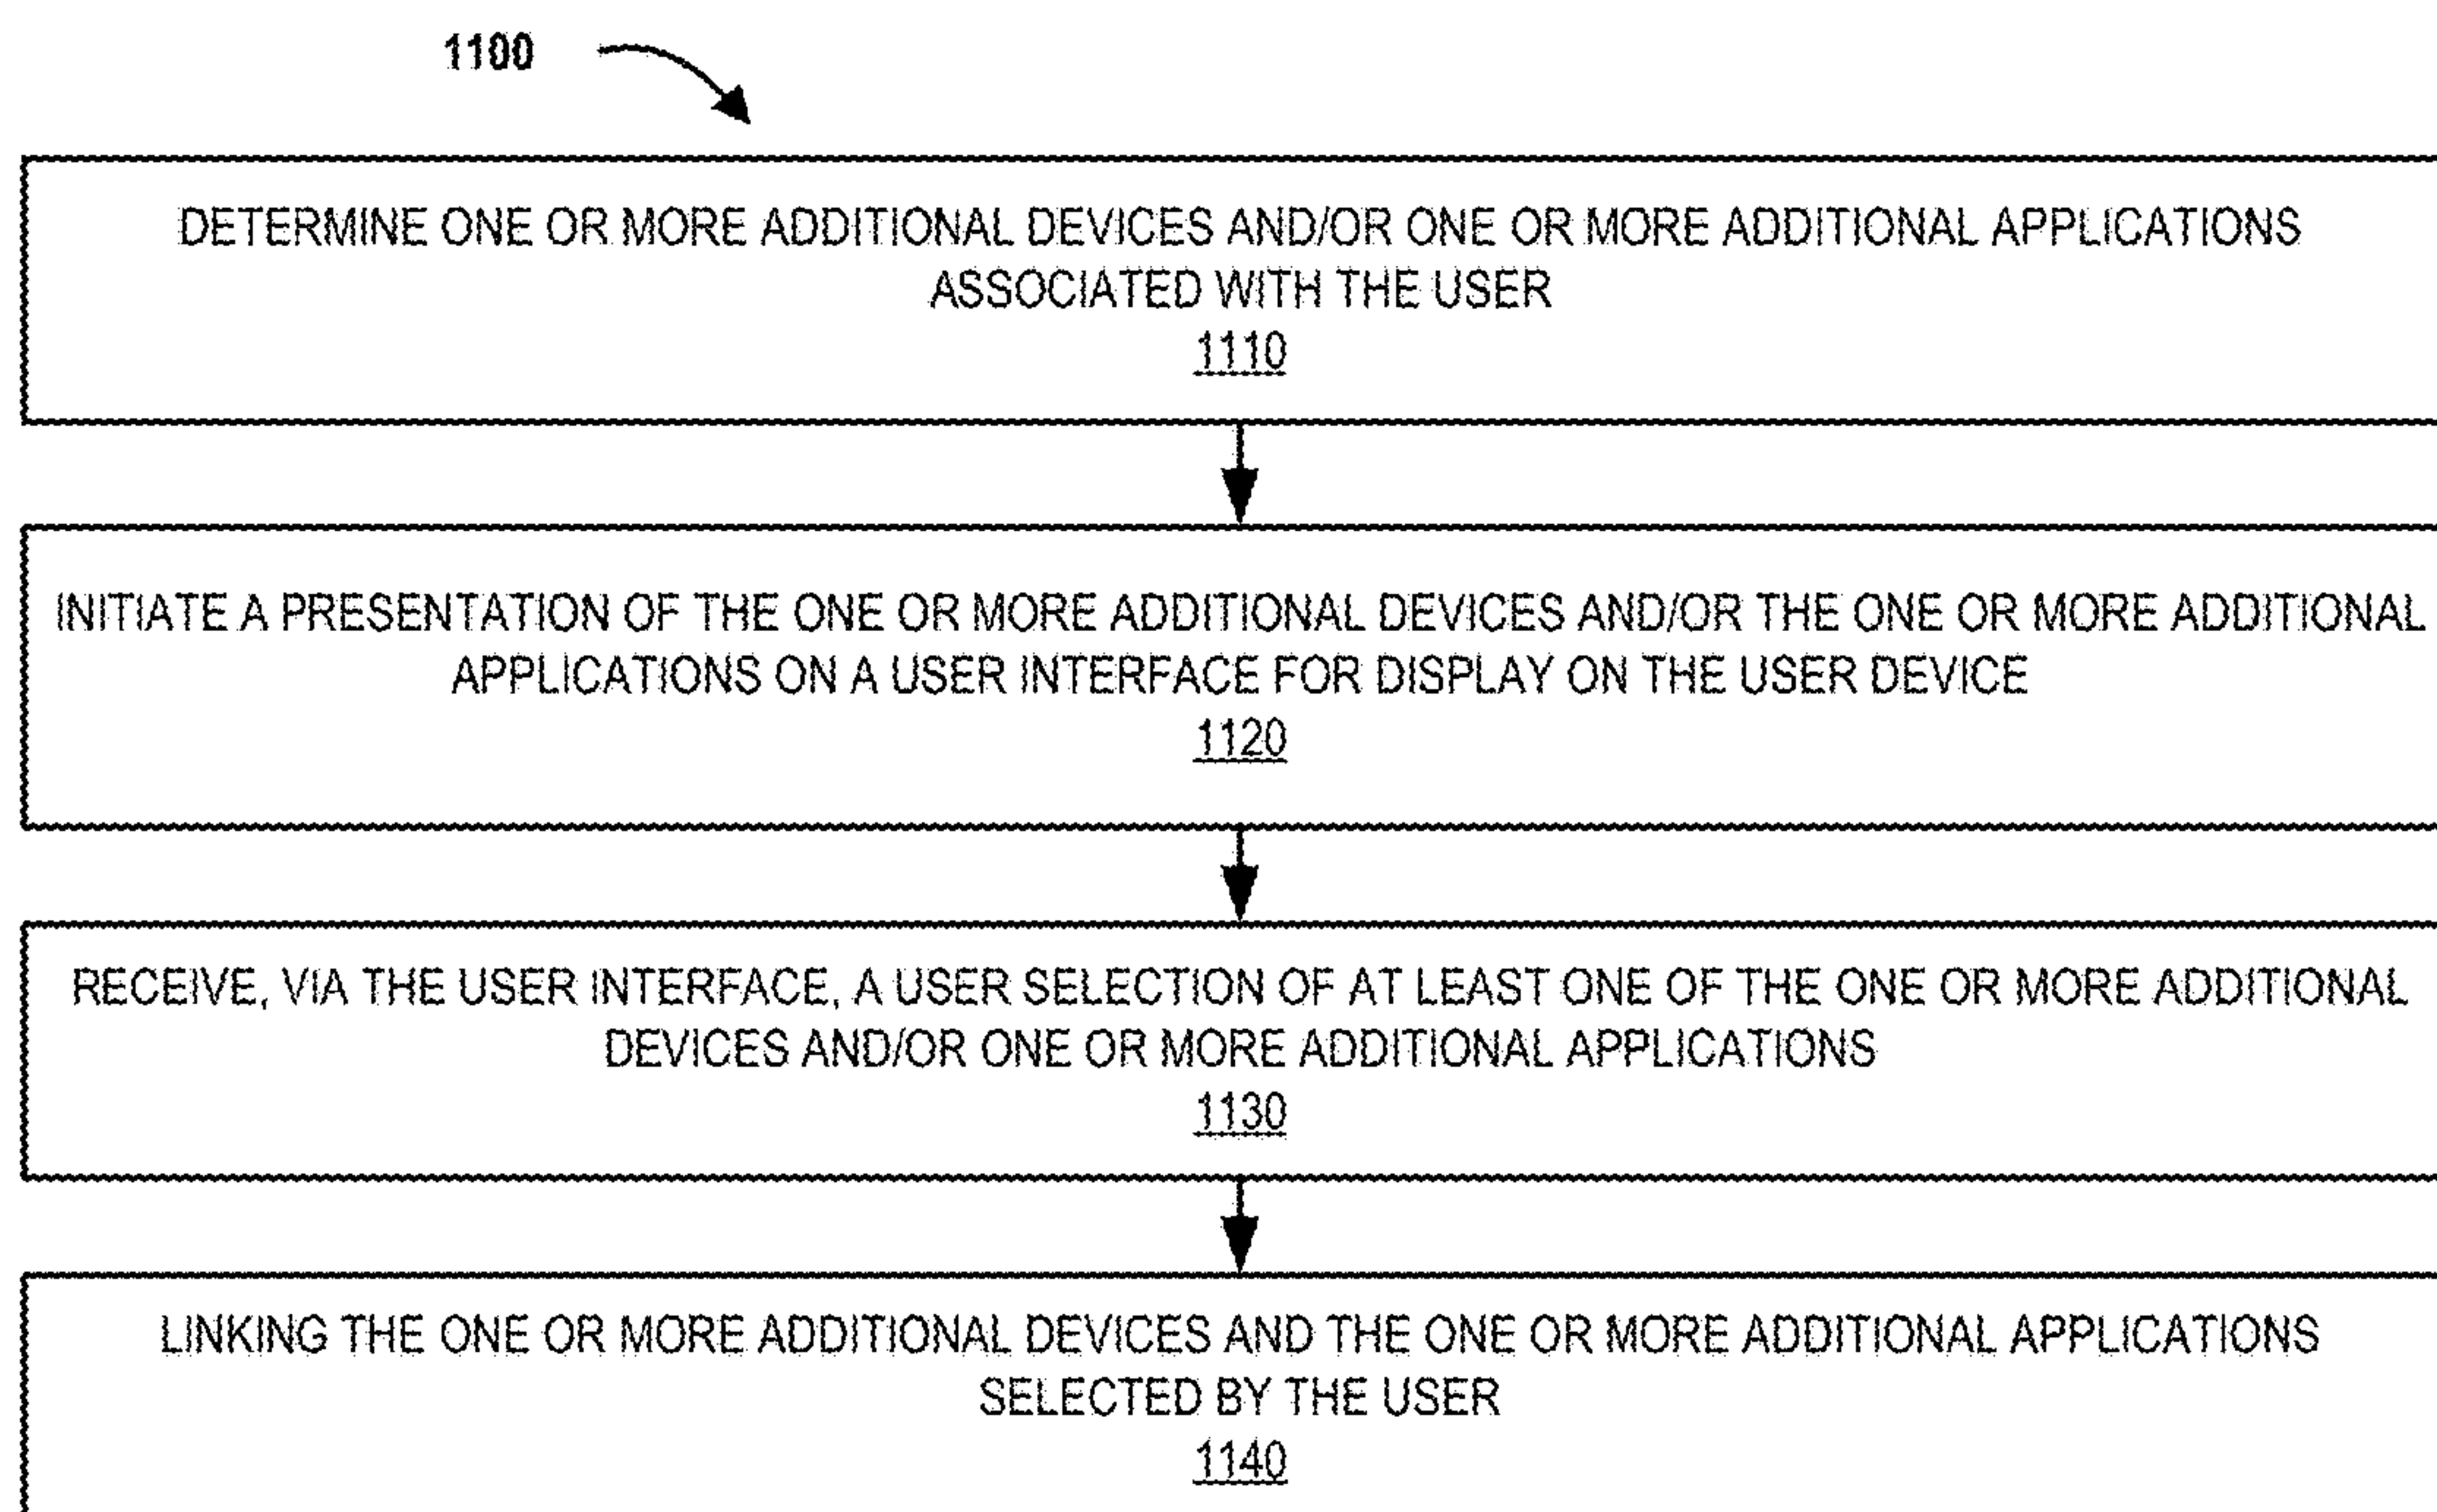 1100
DETERMINE ONE OR MORE ADDITIONAL DEVICES AND/OR ONE OR MORE ADDITIONAL APPLICATIONS
ASSOCIATED WITH THE USER
1110
INITIATE A PRESENTATION OF THE ONE OR MORE ADDITIONAL DEVICES AND/OR THE ONE OR MORE ADDITIONAL
APPLICATIONS ON A USER INTERFACE FOR DISPLAY ON THE USER DEVICE
1120
RECEIVE, VIA THE USER INTERFACE, A USER SELECTION OF AT LEAST ONE OF THE ONE OR MORE ADDITIONAL
DEVICES AND/OR ONE OR MORE ADDITIONAL APPLICATIONS
1130
LINKING THE ONE OR MORE ADDITIONAL DEVICES AND THE ONE OR MORE ADDITIONAL APPLICATIONS
SELECTED BY THE USER
1140